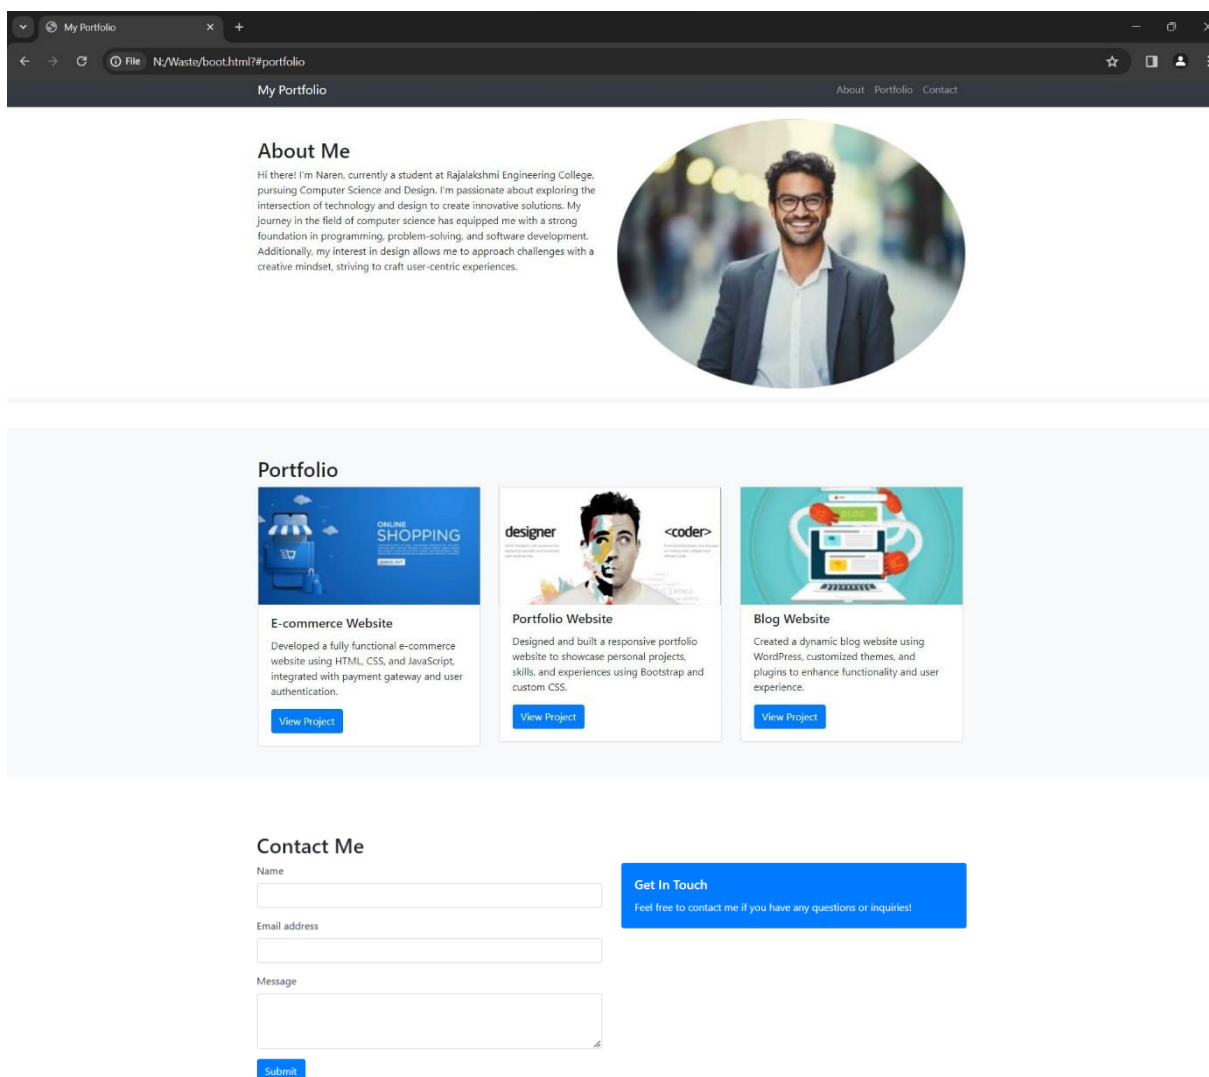 My Portfolio
File N:/Waste/boot.html?#portfolio
My Portfolio About Portfolio Contact
About Me
Hi there! I'm Naren, currently a student at Rajalakshmi Engineering College,
pursuing Computer Science and Design. I'm passionate about exploring the
intersection of technology and design to create innovative solutions. My
journey in the field of computer science has equipped me with a strong
foundation in programming, problem-solving, and software development.
Additionally, my interest in design allows me to approach challenges with a
creative mindset, striving to craft user-centric experiences.
Portfolio
ONLINE
SHOPPING
CHECK OUT
E-commerce Website
Developed a fully functional e-commerce
website using HTML, CSS, and JavaScript,
integrated with payment gateway and user
authentication.
View Project
designer
<coder>
Portfolio Website
Designed and built a responsive portfolio
website to showcase personal projects,
skills, and experiences using Bootstrap and
custom CSS.
View Project
BLOG
Blog Website
Created a dynamic blog website using
WordPress, customized themes, and
plugins to enhance functionality and user
experience.
View Project
Contact Me
Name
Email address
Message
Submit
Get In Touch
Feel free to contact me if you have any questions or inquiries!